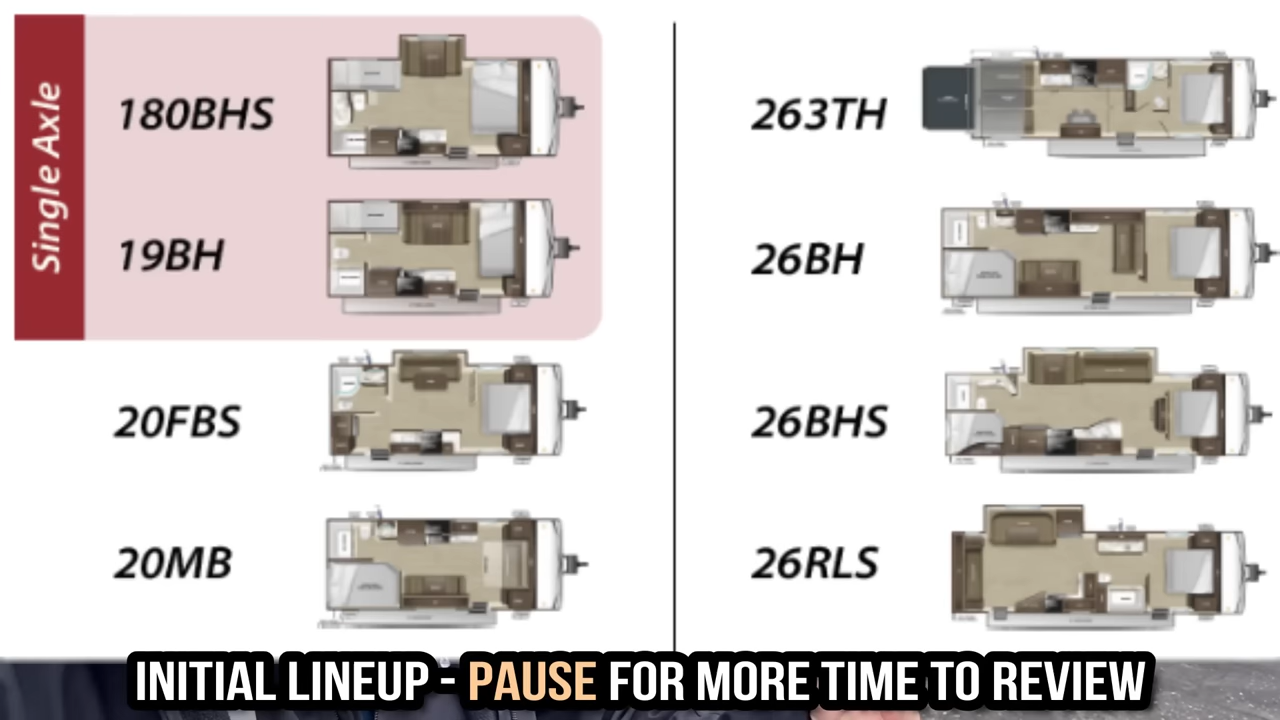 Single Axle
180BHS
19BH
20FBS
20MB
263TH
26BH
26BHS
26RLS
INITIAL LINEUP - PAUSE FOR MORE TIME TO REVIEW